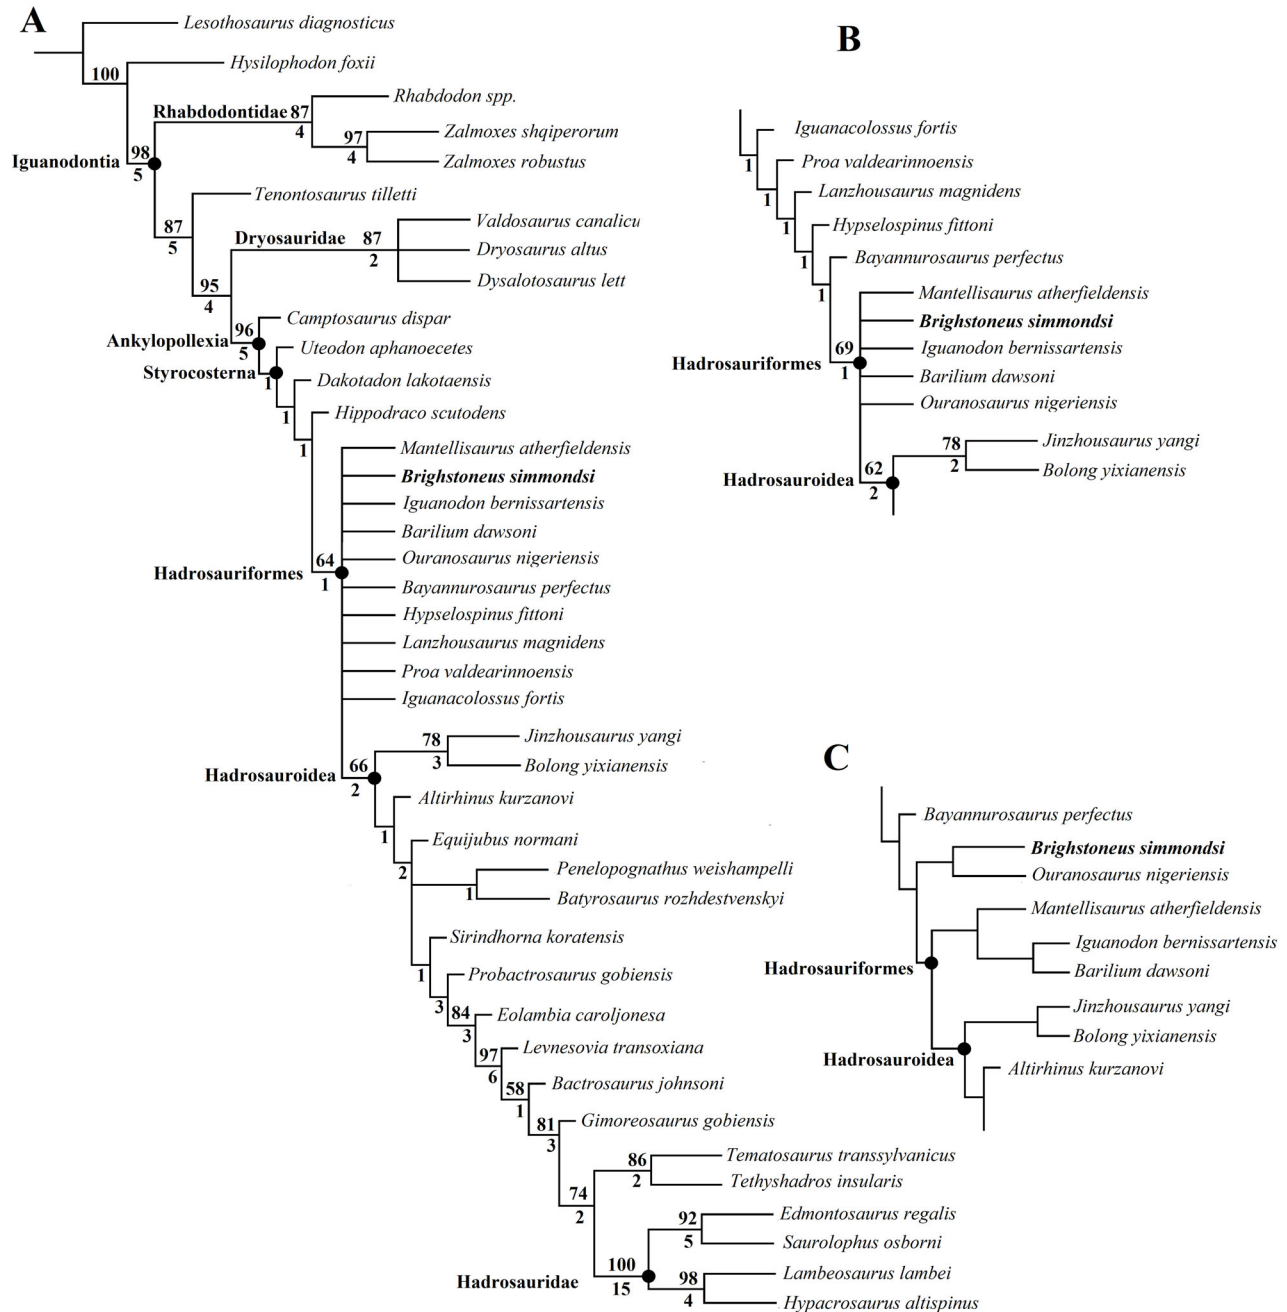 A
Lesothosaurus diagnosticus
100
Hysilophodon foxii
Rhabdodontidae 87
4
Rhabdodon spp.
97
4
Zalmoxes shqiperorum
Zalmoxes robustus
Iguanodontia
98
5
Tenontosaurus tilletti
87
5
Dryosauridae 87
2
Valdosaurus canalicu
Dryosaurus altus
Dysalotosaurus lett
95
4
Ankylopollexia
96
5
Camptosaurus dispar
Styrocosterna
1
Uteodon aphanoecetes
1
Dakotadon lakotaensis
1
Hippodraco scutodens
Mantellisaurus atherfieldensis
Brighstoneus simmondsi
Iguanodon bernissartensis
Barilium dawsoni
Ouranosaurus nigeriensis
Hadrosauriformes
64
1
Bayannurosaurus perfectus
Hypselospinus fittoni
Lanzhousaurus magnidens
Proa valdearinnoensis
Iguanacolossus fortis
Hadrosauroidea
66
2
78
3
Jinzhousaurus yangi
Bolong yixianensis
1
Altirhinus kurzanovi
2
Equijubus normani
1
Penelopognathus weishampelli
Batyrosaurus rozhdestvenskyi
1
Sirindhorna koratensis
3
Probactrosaurus gobiensis
84
3
Eolambia caroljonesa
97
6
Levnesovia transoxiana
58
1
Bactrosaurus johnsoni
81
3
Gimoreosaurus gobiensis
74
2
86
2
Tematosaurus transsylvanicus
Tethyshadros insularis
Hadrosauridae
100
15
92
5
Edmontosaurus regalis
Saurolophus osborni
98
4
Lambeosaurus lambei
Hypacrosaurus altispinus
B
1
Iguanacolossus fortis
1
Proa valdearinnoensis
1
Lanzhousaurus magnidens
1
Hypselospinus fittoni
1
Bayannurosaurus perfectus
Hadrosauriformes
69
1
Mantellisaurus atherfieldensis
Brighstoneus simmondsi
Iguanodon bernissartensis
Barilium dawsoni
Ouranosaurus nigeriensis
Hadrosauroidea
62
2
78
2
Jinzhousaurus yangi
Bolong yixianensis
C
Bayannurosaurus perfectus
Brighstoneus simmondsi
Ouranosaurus nigeriensis
Hadrosauriformes
Mantellisaurus atherfieldensis
Iguanodon bernissartensis
Barilium dawsoni
Hadrosauroidea
Jinzhousaurus yangi
Bolong yixianensis
Altirhinus kurzanovi